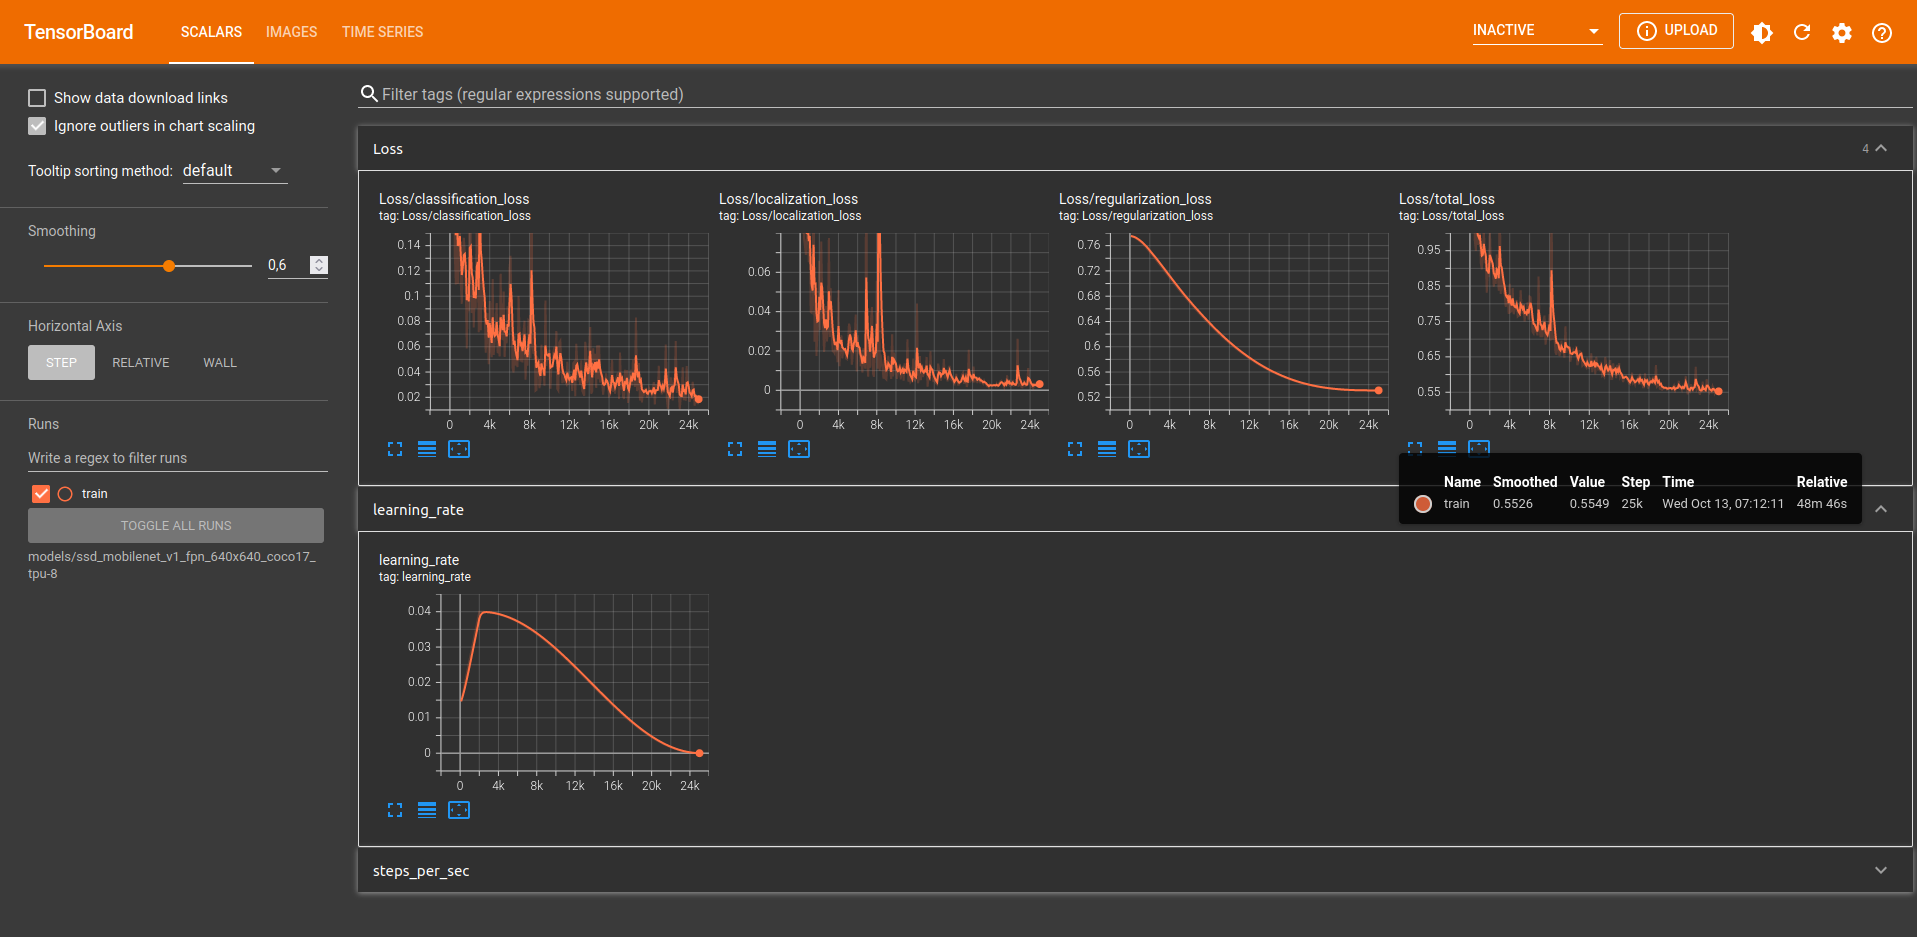 TensorBoard SCALARS IMAGES TIME SERIES INACTIVE UPLOAD
Show data download links
Ignore outliers in chart scaling
Tooltip sorting method: default
Smoothing
0,6
Horizontal Axis
STEP RELATIVE WALL
Runs
Write a regex to filter runs
train
TOGGLE ALL RUNS
models/ssd_mobilenet_v1_fpn_640x640_coco17_
tpu-8
Filter tags (regular expressions supported)
Loss 4
Loss/classification_loss
tag: Loss/classification_loss
0.14
0.12
0.1
0.08
0.06
0.04
0.02
0 4k 8k 12k 16k 20k 24k
Loss/localization_loss
tag: Loss/localization_loss
0.06
0.04
0.02
0
0 4k 8k 12k 16k 20k 24k
Loss/regularization_loss
tag: Loss/regularization_loss
0.76
0.72
0.68
0.64
0.6
0.56
0.52
0 4k 8k 12k 16k 20k 24k
Loss/total_loss
tag: Loss/total_loss
0.95
0.85
0.75
0.65
0.55
0 4k 8k 12k 16k 20k 24k
Name Smoothed Value Step Time Relative
train 0.5526 0.5549 25k Wed Oct 13, 07:12:11 48m 46s
learning_rate
learning_rate
tag: learning_rate
0.04
0.03
0.02
0.01
0
0 4k 8k 12k 16k 20k 24k
steps_per_sec